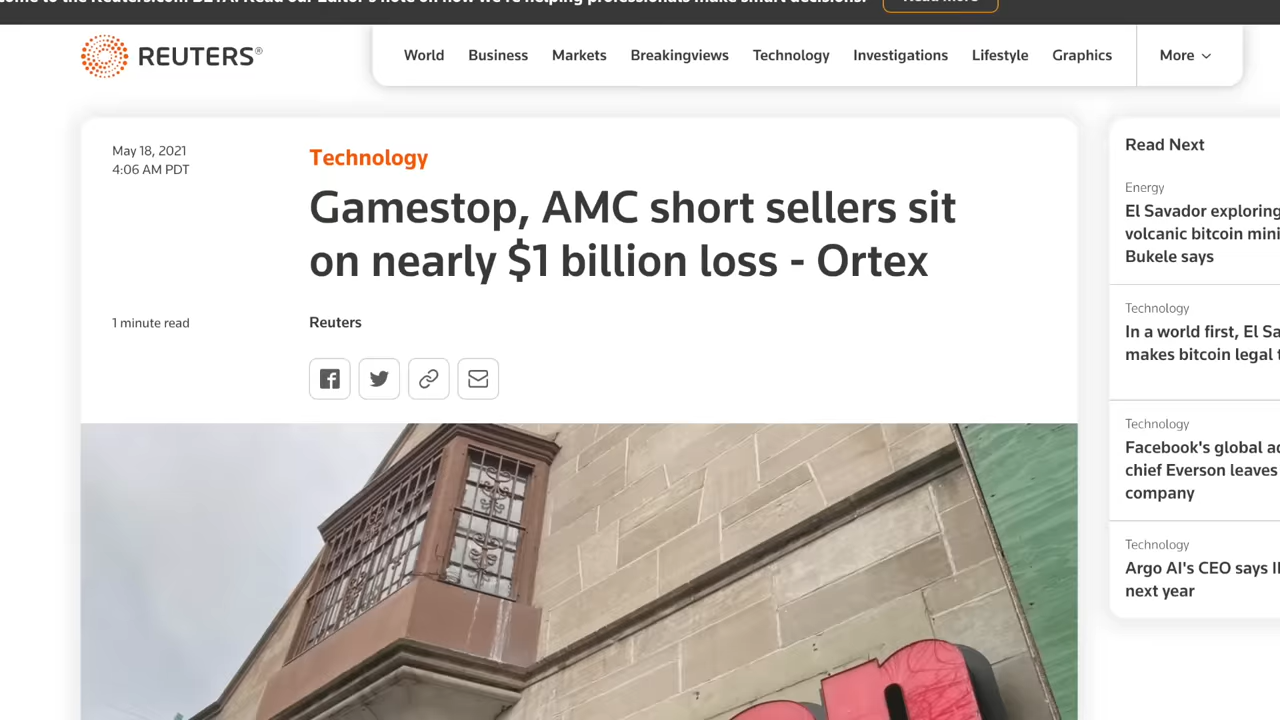 come to the Reuters.com BETA. Read our Editor's note on how we're helping professionals make smart decisions.
Read more
REUTERS®
World Business Markets Breakingviews Technology Investigations Lifestyle Graphics More
May 18, 2021
4:06 AM PDT
Technology
Gamestop, AMC short sellers sit
on nearly $1 billion loss - Ortex
1 minute read
Reuters
Read Next
Energy
El Savador exploring
volcanic bitcoin mini
Bukele says
Technology
In a world first, El Sa
makes bitcoin legal t
Technology
Facebook's global ad
chief Everson leaves
company
Technology
Argo AI's CEO says I
next year